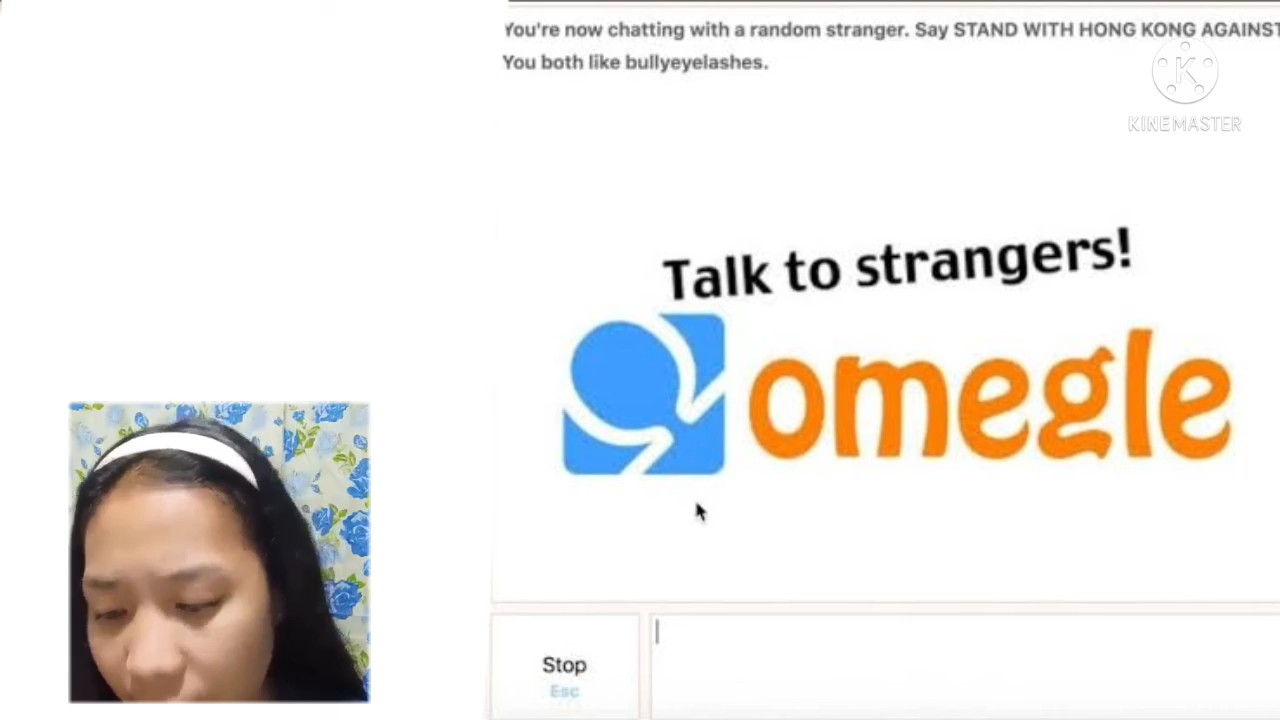 You're now chatting with a random stranger. Say STAND WITH HONG KONG AGAINST
You both like bullyeyelashes.
KINEMASTER
Talk to strangers!
omegle
Stop
Esc